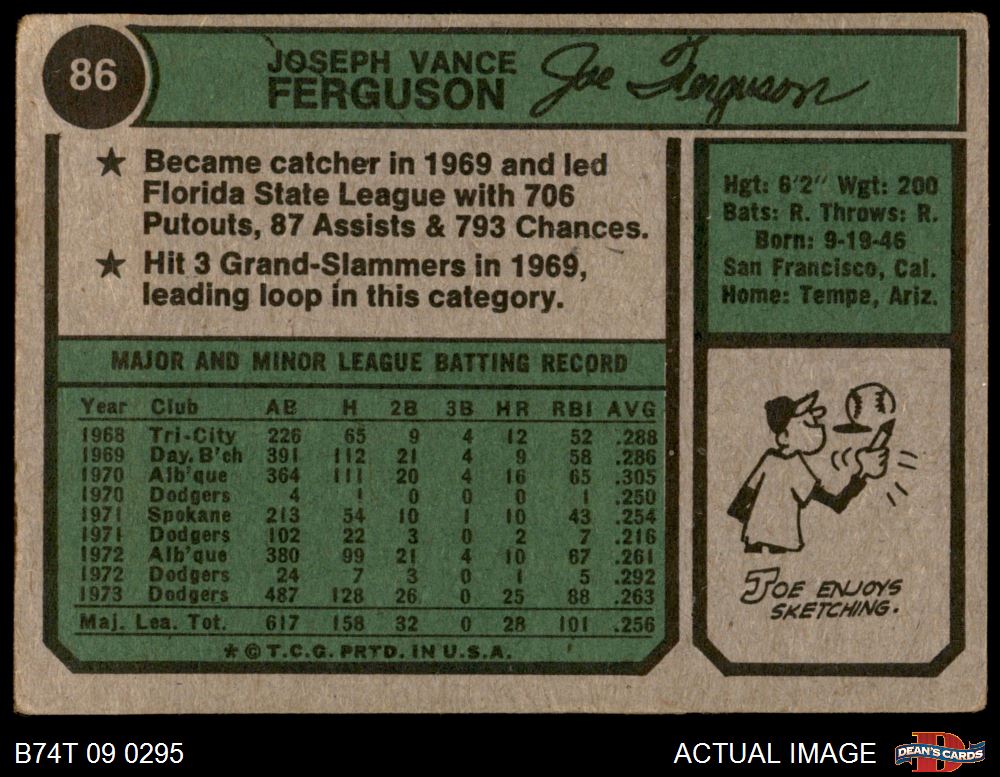 86
JOSEPH VANCE
FERGUSON
Joe Ferguson
★ Became catcher in 1969 and led
Florida State League with 706
Putouts, 87 Assists & 793 Chances.
★ Hit 3 Grand-Slammers in 1969,
leading loop in this category.
Hgt: 6'2" Wgt: 200
Bats: R. Throws: R.
Born: 9-19-46
San Francisco, Cal.
Home: Tempe, Ariz.
MAJOR AND MINOR LEAGUE BATTING RECORD
Year Club AB H 2B 3B HR RBI AVG
1968 Tri-City 226 65 9 4 12 52 .288
1969 Day. B'ch 391 112 21 4 9 58 .286
1970 Alb'que 364 111 20 4 16 65 .305
1970 Dodgers 4 1 0 0 0 1 .250
1971 Spokane 213 54 10 1 10 43 .254
1971 Dodgers 102 22 3 0 2 7 .216
1972 Alb'que 380 99 21 4 10 67 .261
1972 Dodgers 24 7 3 0 1 5 .292
1973 Dodgers 487 128 26 0 25 88 .263
Maj. Lea. Tot. 617 158 32 0 28 101 .256
* © T.C.G. PRTD. IN U.S.A.
JOE ENJOYS
SKETCHING.
B74T 09 0295
ACTUAL IMAGE
D
DEAN'S CARDS